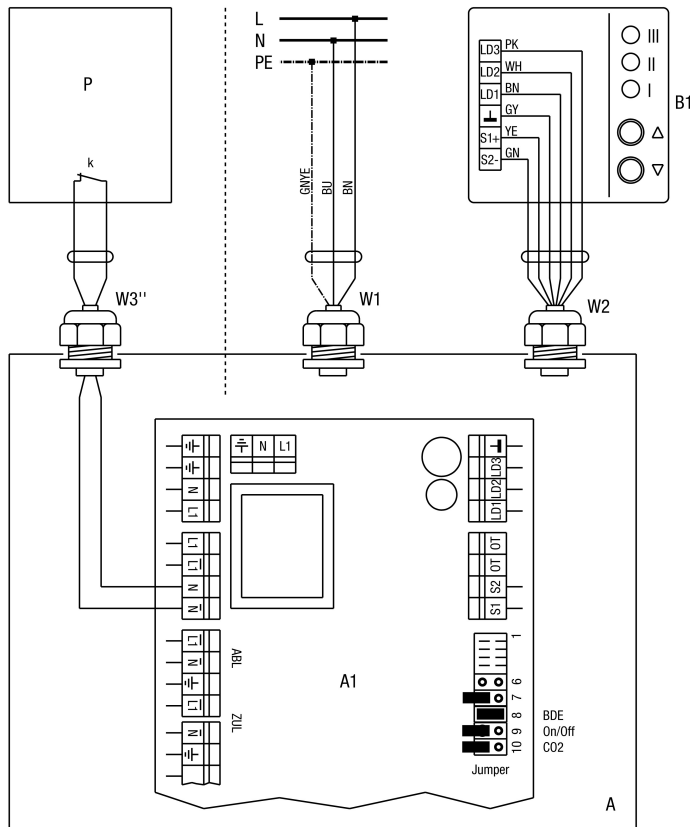 L
N
PE
P
k
GNYE
BU
BN
LD3 PK
LD2 WH
LD1 BN
GY
S1+ YE
S2- GN
III
II
I
△
▽
B1
W3''
W1
W2
N L1
N
L1
L1
L1
N
N
L1
N
L1
N
ABL
ZUL
A1
LD3
LD2
LD1
OT
OT
S2
S1
1
6
7
8 BDE
9 On/Off
10 CO2
Jumper
A